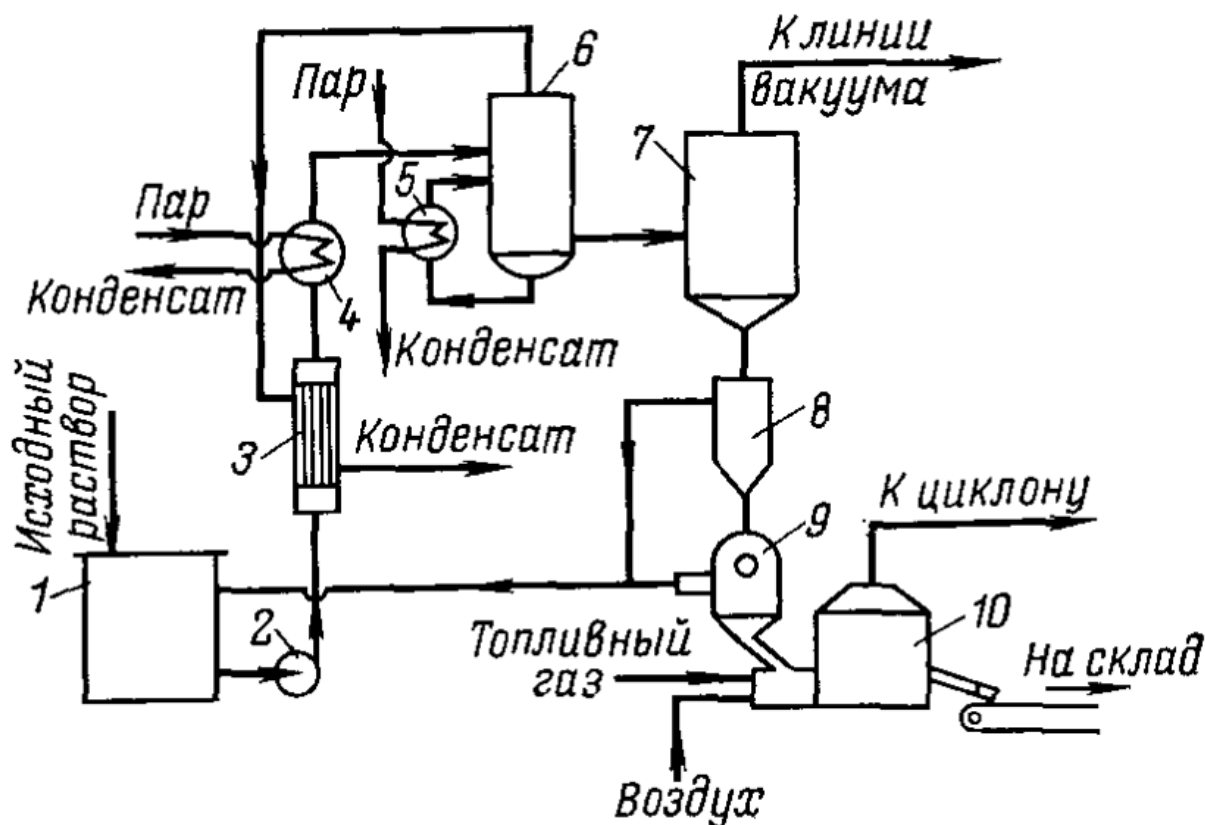 К линии
вакуума
6
Пар
7
5
Пар
Конденсат
4
Конденсат
8
Исходный
раствор
3
Конденсат
К циклону
9
1
2
Топливный
газ
10
На склад
Воздух